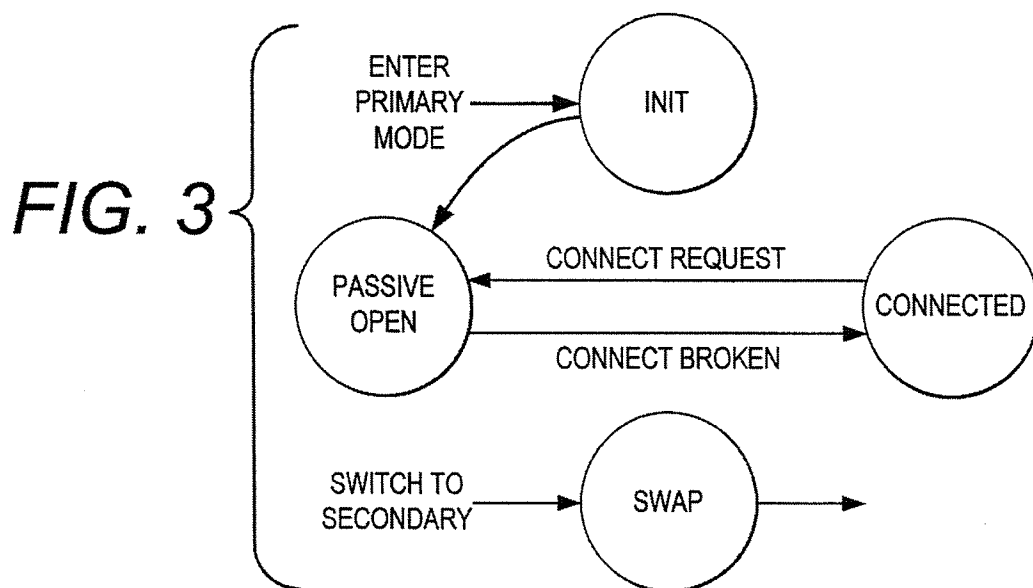 FIG. 3
ENTER
PRIMARY
MODE
INIT
PASSIVE
OPEN
CONNECT REQUEST
CONNECTED
CONNECT BROKEN
SWITCH TO
SECONDARY
SWAP